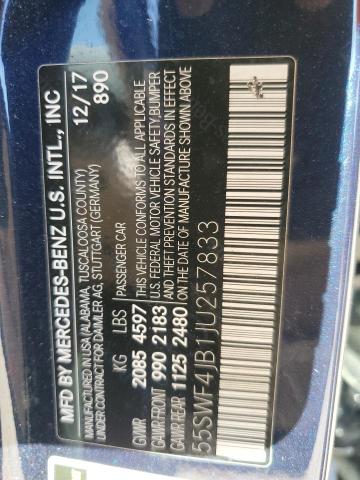 MFD BY MERCEDES-BENZ U.S. INTL., INC
MANUFACTURED IN USA (ALABAMA, TUSCALOOSA COUNTY)
UNDER CONTRACT FOR DAIMLER AG, STUTTGART (GERMANY)
12/17
890
KG LBS PASSENGER CAR
GVWR 2085 4597
GAWR FRONT 990 2183
GAWR REAR 1125 2480
THIS VEHICLE CONFORMS TO ALL APPLICABLE
U.S. FEDERAL MOTOR VEHICLE SAFETY,BUMPER
AND THEFT PREVENTION STANDARDS IN EFFECT
ON THE DATE OF MANUFACTURE SHOWN ABOVE
55SWF4JB1JU257833